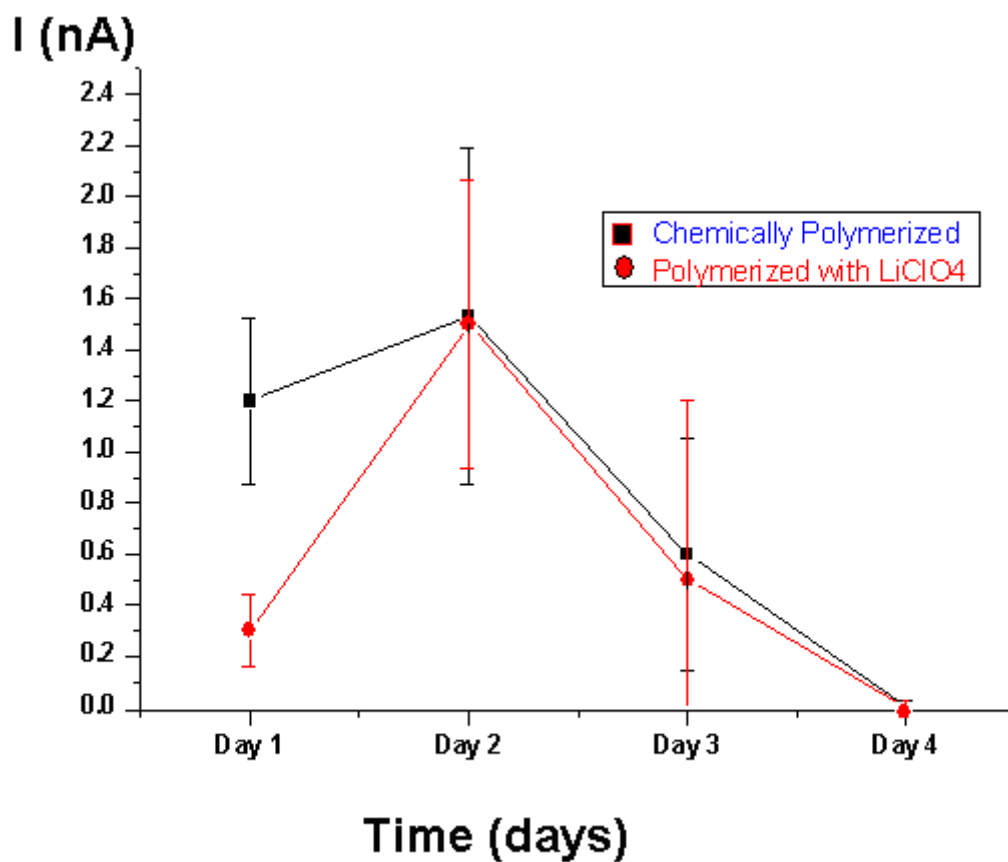 I (nA)
2.4
2.2
2.0
1.8
1.6
1.4
1.2
1.0
0.8
0.6
0.4
0.2
0.0
Chemically Polymerized
Polymerized with LiClO4
Day 1 Day 2 Day 3 Day 4
Time (days)